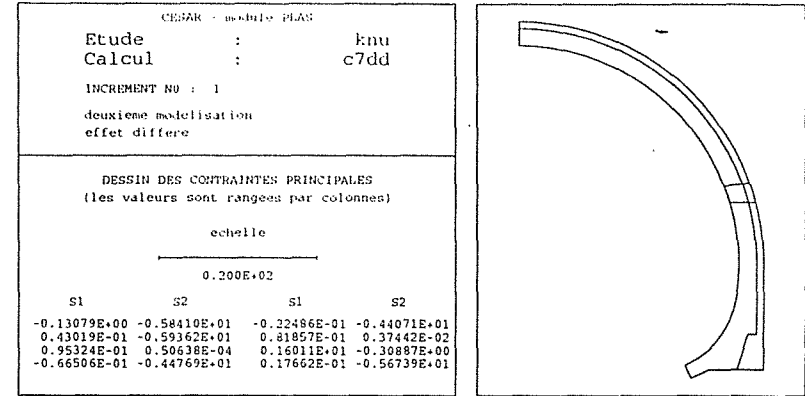 CESAR - module PLAS
Etude : knu
Calcul : c7dd
INCREMENT NO : 1
deuxieme modelisation
effet differe
DESSIN DES CONTRAINTES PRINCIPALES
(les valeurs sont rangees par colonnes)
echelle
0.200E+02
S1 S2 S1 S2
-0.13079E+00 -0.58410E+01 -0.22486E-01 -0.44071E+01
0.43019E-01 -0.59362E+01 0.81857E-01 0.37442E-02
0.95324E-01 0.50638E-04 0.16011E+01 -0.30887E+00
-0.66506E-01 -0.44769E+01 0.17662E-01 -0.56739E+01